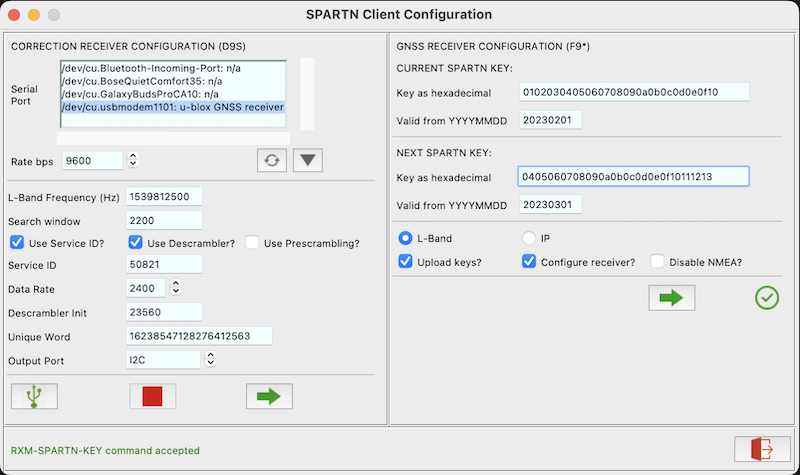 SPARTN Client Configuration
CORRECTION RECEIVER CONFIGURATION (D9S)
Serial Port
/dev/cu.Bluetooth-Incoming-Port: n/a
/dev/cu.BoseQuietComfort35: n/a
/dev/cu.GalaxyBudsProCA10: n/a
/dev/cu.usbmodem1101: u-blox GNSS receiver
Rate bps 9600
L-Band Frequency (Hz) 1539812500
Search window 2200
Use Service ID? Use Descrambler? Use Prescrambling?
Service ID 50821
Data Rate 2400
Descrambler Init 23560
Unique Word 16238547128276412563
Output Port I2C
GNSS RECEIVER CONFIGURATION (F9*)
CURRENT SPARTN KEY:
Key as hexadecimal 0102030405060708090a0b0c0d0e0f10
Valid from YYYYMMDD 20230201
NEXT SPARTN KEY:
Key as hexadecimal 0405060708090a0b0c0d0e0f10111213
Valid from YYYYMMDD 20230301
L-Band IP
Upload keys? Configure receiver? Disable NMEA?
RXM-SPARTN-KEY command accepted